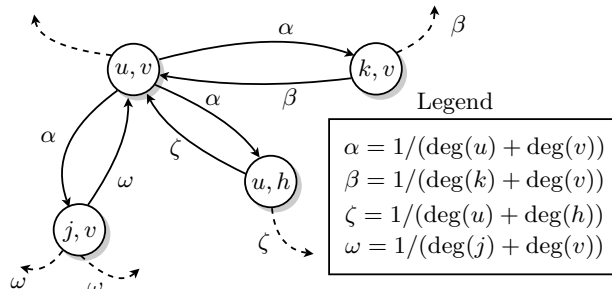 α
β
u, v
k, v
β
α
α
ζ
ω
u, h
j, v
ζ
ω
ω
Legend
α = 1/(deg(u) + deg(v))
β = 1/(deg(k) + deg(v))
ζ = 1/(deg(u) + deg(h))
ω = 1/(deg(j) + deg(v))